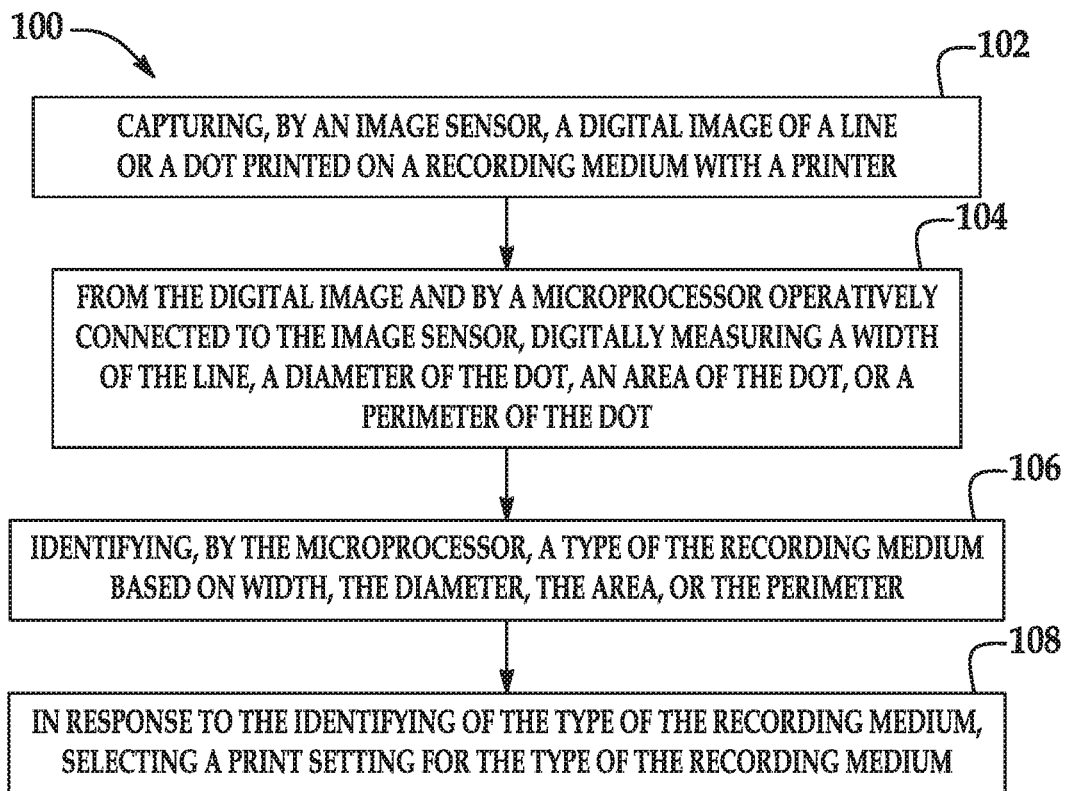 100
102
CAPTURING, BY AN IMAGE SENSOR, A DIGITAL IMAGE OF A LINE
OR A DOT PRINTED ON A RECORDING MEDIUM WITH A PRINTER
104
FROM THE DIGITAL IMAGE AND BY A MICROPROCESSOR OPERATIVELY
CONNECTED TO THE IMAGE SENSOR, DIGITALLY MEASURING A WIDTH
OF THE LINE, A DIAMETER OF THE DOT, AN AREA OF THE DOT, OR A
PERIMETER OF THE DOT
106
IDENTIFYING, BY THE MICROPROCESSOR, A TYPE OF THE RECORDING MEDIUM
BASED ON WIDTH, THE DIAMETER, THE AREA, OR THE PERIMETER
108
IN RESPONSE TO THE IDENTIFYING OF THE TYPE OF THE RECORDING MEDIUM,
SELECTING A PRINT SETTING FOR THE TYPE OF THE RECORDING MEDIUM